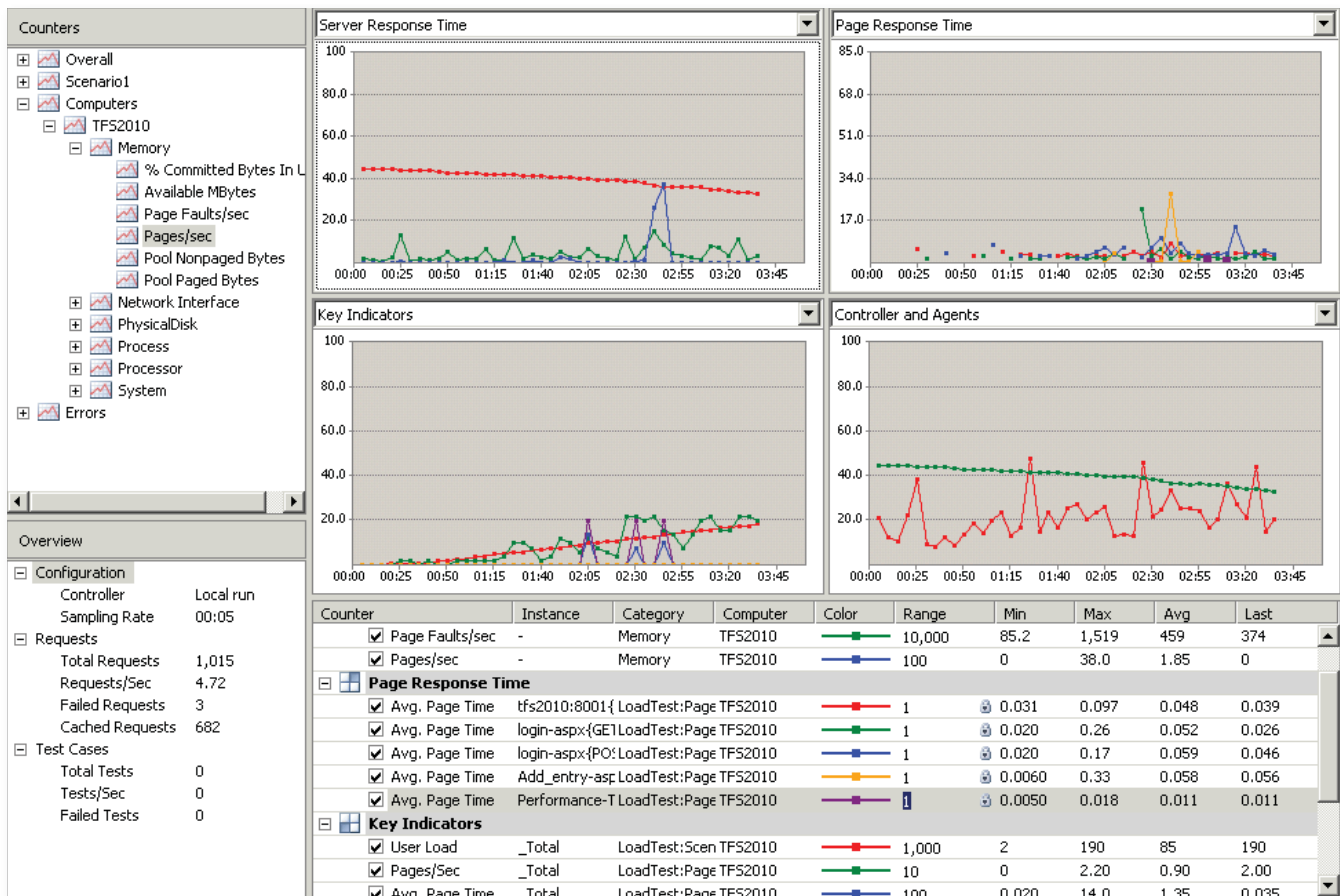 Counters
Overall
Scenario1
Computers
TFS2010
Memory
% Committed Bytes In U
Available MBytes
Page Faults/sec
Pages/sec
Pool Nonpaged Bytes
Pool Paged Bytes
Network Interface
PhysicalDisk
Process
Processor
System
Errors
Overview
Configuration
Controller Local run
Sampling Rate 00:05
Requests
Total Requests 1,015
Requests/Sec 4.72
Failed Requests 3
Cached Requests 682
Test Cases
Total Tests 0
Tests/Sec 0
Failed Tests 0
Server Response Time
100
80.0
60.0
40.0
20.0
00:00 00:25 00:50 01:15 01:40 02:05 02:30 02:55 03:20 03:45
Page Response Time
85.0
68.0
51.0
34.0
17.0
00:00 00:25 00:50 01:15 01:40 02:05 02:30 02:55 03:20 03:45
Key Indicators
100
80.0
60.0
40.0
20.0
00:00 00:25 00:50 01:15 01:40 02:05 02:30 02:55 03:20 03:45
Controller and Agents
100
80.0
60.0
40.0
20.0
00:00 00:25 00:50 01:15 01:40 02:05 02:30 02:55 03:20 03:45
Counter Instance Category Computer Color Range Min Max Avg Last
Page Faults/sec - Memory TFS2010 10,000 85.2 1,519 459 374
Pages/sec - Memory TFS2010 100 0 38.0 1.85 0
Page Response Time
Avg. Page Time tfs2010:8001{ LoadTest:Page TFS2010 1 0.031 0.097 0.048 0.039
Avg. Page Time login-aspx{GET LoadTest:Page TFS2010 1 0.020 0.26 0.052 0.026
Avg. Page Time login-aspx{POS LoadTest:Page TFS2010 1 0.020 0.17 0.059 0.046
Avg. Page Time Add_entry-asp LoadTest:Page TFS2010 1 0.0060 0.33 0.058 0.056
Avg. Page Time Performance-T LoadTest:Page TFS2010 1 0.0050 0.018 0.011 0.011
Key Indicators
User Load _Total LoadTest:Scen TFS2010 1,000 2 190 85 190
Pages/Sec _Total LoadTest:Page TFS2010 10 0 2.20 0.90 2.00
Avg. Page Time _Total LoadTest:Page TFS2010 100 0.020 14.0 1.35 0.035